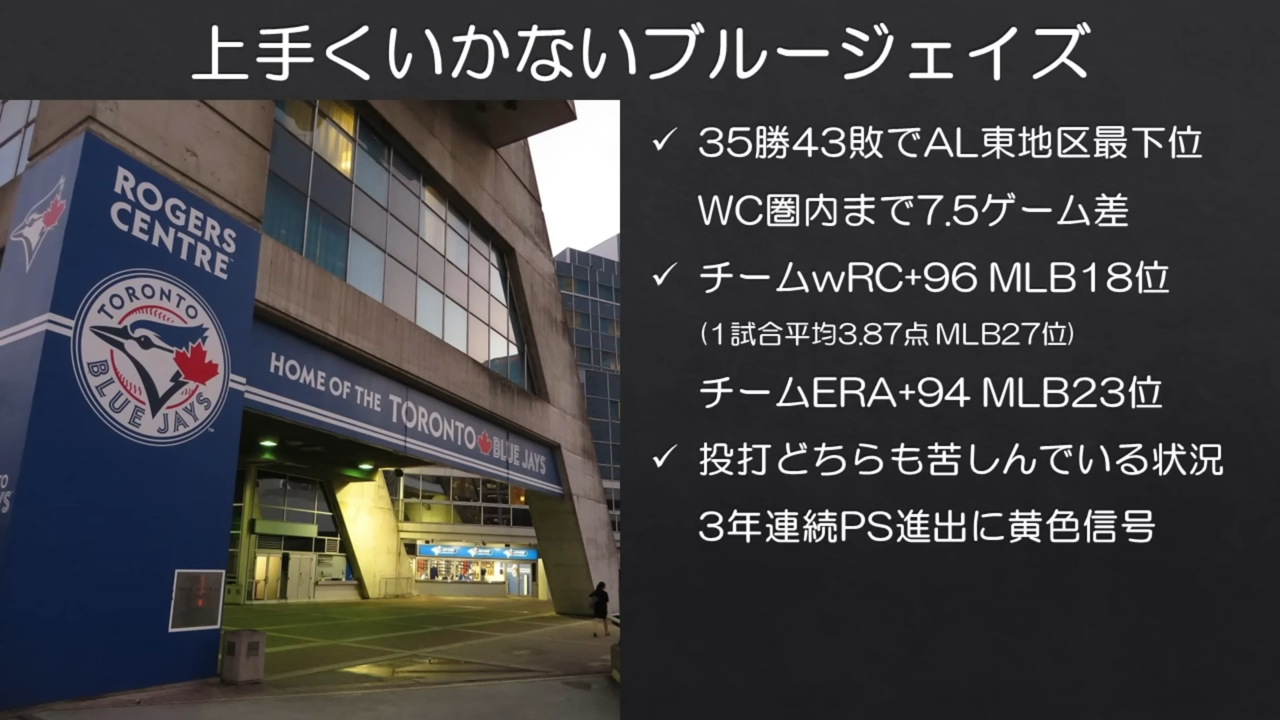 上手くいかないブルージェイズ
ROGERS
CENTRE
TORONTO
BLUE JAYS
HOME OF THE TORONTO BLUE JAYS
✓ 35勝43敗でAL東地区最下位
WC圏内まで7.5ゲーム差
✓ チームwRC+96 MLB18位
(1試合平均3.87点 MLB27位)
チームERA+94 MLB23位
✓ 投打どちらも苦しんでいる状況
3年連続PS進出に黄色信号